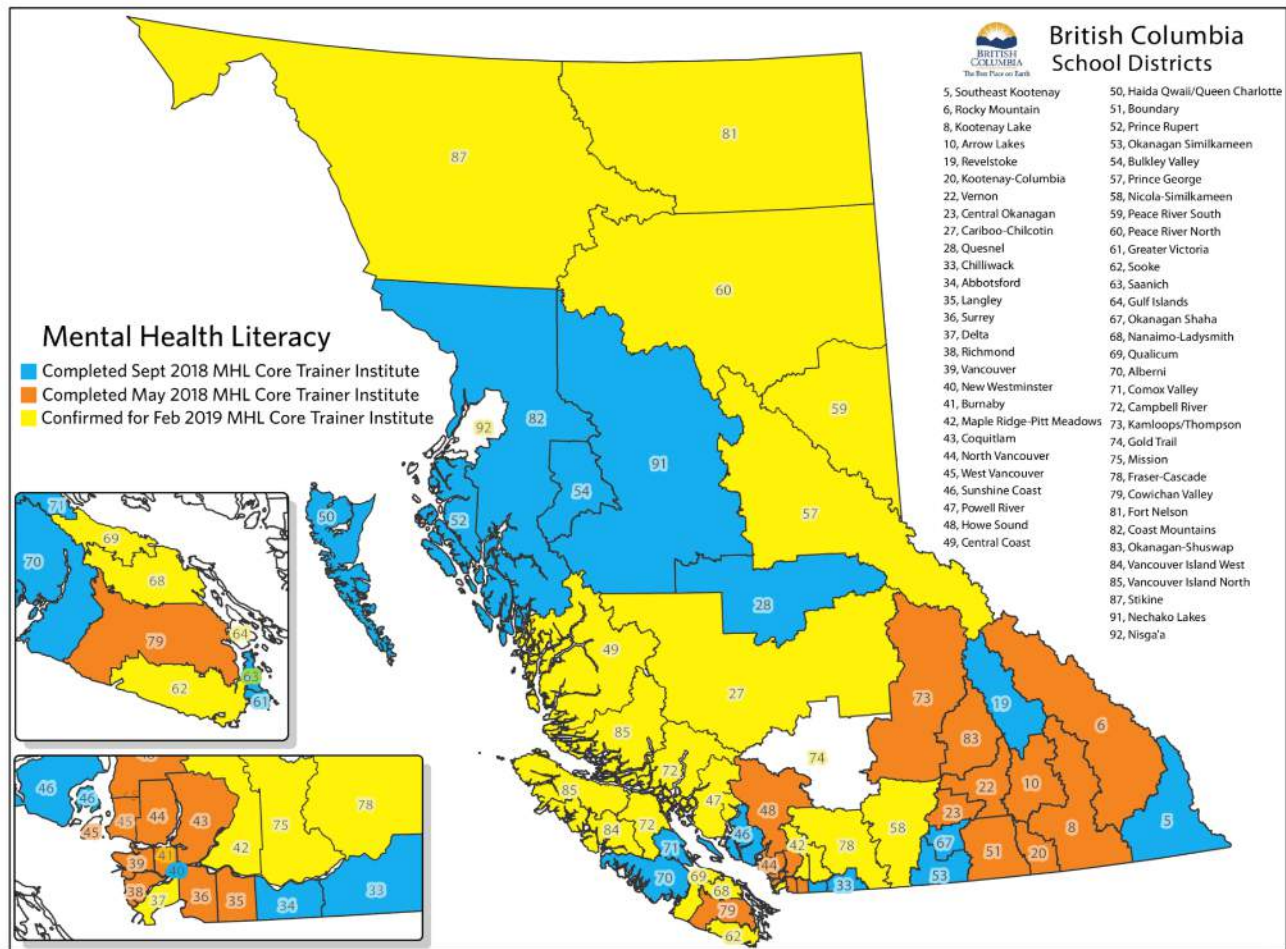 BRITISH
COLUMBIA
The Best Place on Earth
British Columbia
School Districts
5, Southeast Kootenay
6, Rocky Mountain
8, Kootenay Lake
10, Arrow Lakes
19, Revelstoke
20, Kootenay-Columbia
22, Vernon
23, Central Okanagan
27, Cariboo-Chilcotin
28, Quesnel
33, Chilliwack
34, Abbotsford
35, Langley
36, Surrey
37, Delta
38, Richmond
39, Vancouver
40, New Westminster
41, Burnaby
42, Maple Ridge-Pitt Meadows
43, Coquitlam
44, North Vancouver
45, West Vancouver
46, Sunshine Coast
47, Powell River
48, Howe Sound
49, Central Coast
50, Haida Qwaii/Queen Charlotte
51, Boundary
52, Prince Rupert
53, Okanagan Similkameen
54, Bulkley Valley
57, Prince George
58, Nicola-Similkameen
59, Peace River South
60, Peace River North
61, Greater Victoria
62, Sooke
63, Saanich
64, Gulf Islands
67, Okanagan Shaha
68, Nanaimo-Ladysmith
69, Qualicum
70, Alberni
71, Comox Valley
72, Campbell River
73, Kamloops/Thompson
74, Gold Trail
75, Mission
78, Fraser-Cascade
79, Cowichan Valley
81, Fort Nelson
82, Coast Mountains
83, Okanagan-Shuswap
84, Vancouver Island West
85, Vancouver Island North
87, Stikine
91, Nechako Lakes
92, Nisga'a
Mental Health Literacy
Completed Sept 2018 MHL Core Trainer Institute
Completed May 2018 MHL Core Trainer Institute
Confirmed for Feb 2019 MHL Core Trainer Institute
81
87
60
59
82
92
91
54
57
50
52
28
49
27
73
19
6
83
85
74
72
22
10
47
48
23
5
85
84
72
46
42
78
58
67
51
20
8
71
44
70
69
33
53
68
79
62
71
69
70
68
64
79
63
62
61
46
46
45
45
44
43
78
75
42
39
41
40
38
37
36
35
34
33